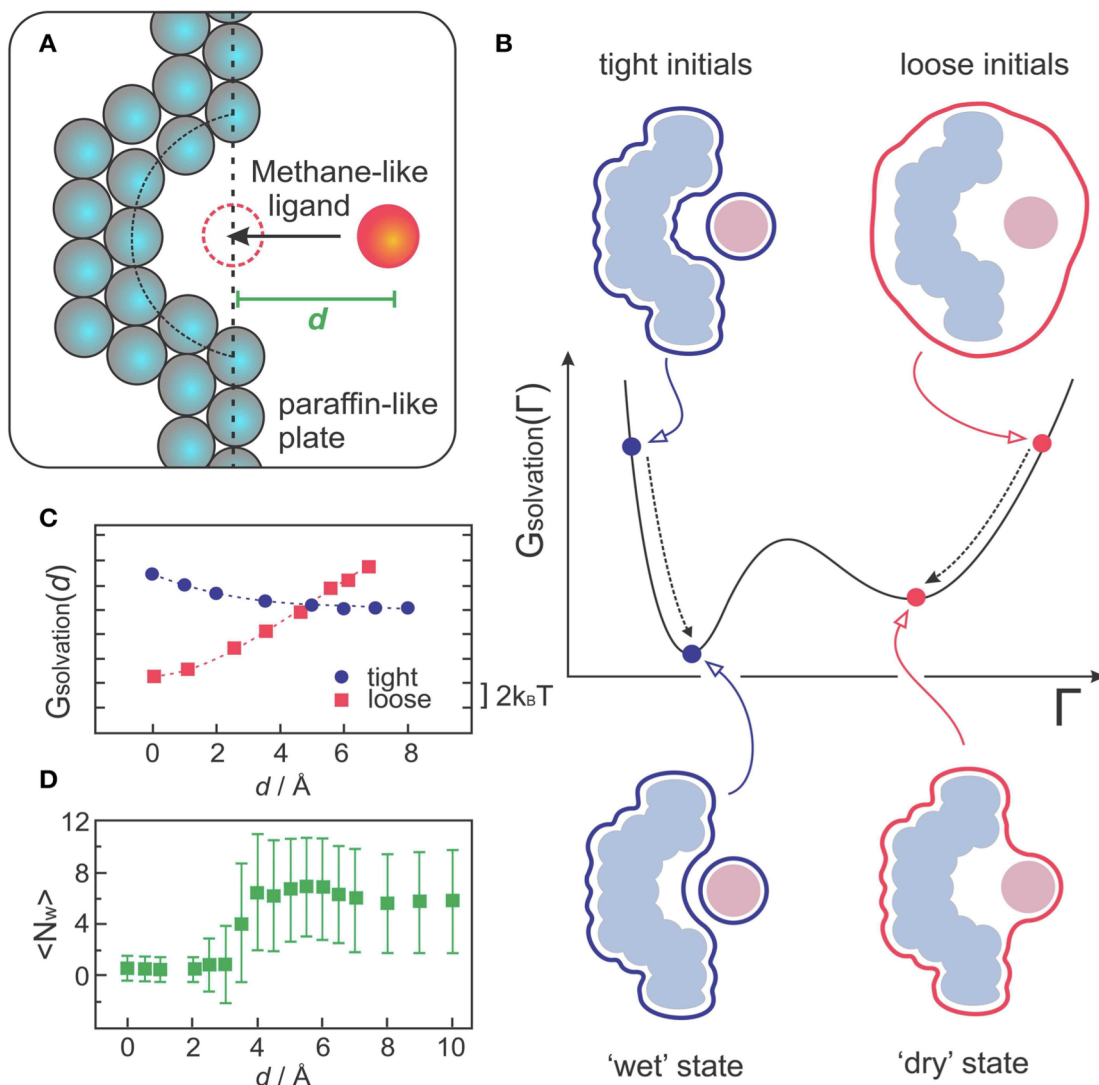 A
Methane-like
ligand
d
paraffin-like
plate
B
tight initials
loose initials
Gsolvation(Γ)
Γ
'wet' state
'dry' state
C
Gsolvation(d)
tight
loose
2kBT
0 2 4 6 8
d / Å
D
<Nw>
12
8
4
0
0 2 4 6 8 10
d / Å